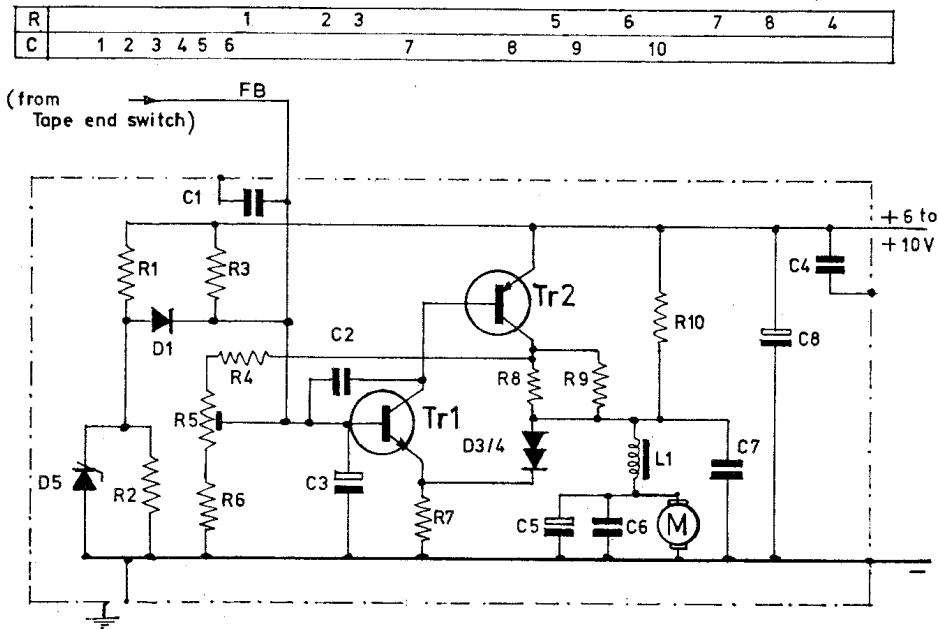 R 1 2 3 5 6 7 8 4
C 1 2 3 4 5 6 7 8 9 10
FB
(from
Tape end switch)
C1
+6 to
+10V
R1
R3
C4
Tr2
D1
R10
C2
C8
R4
R8
R9
R5
Tr1
D3/4
L1
C7
D5
R2
R6
C3
R7
C5
C6
M
−